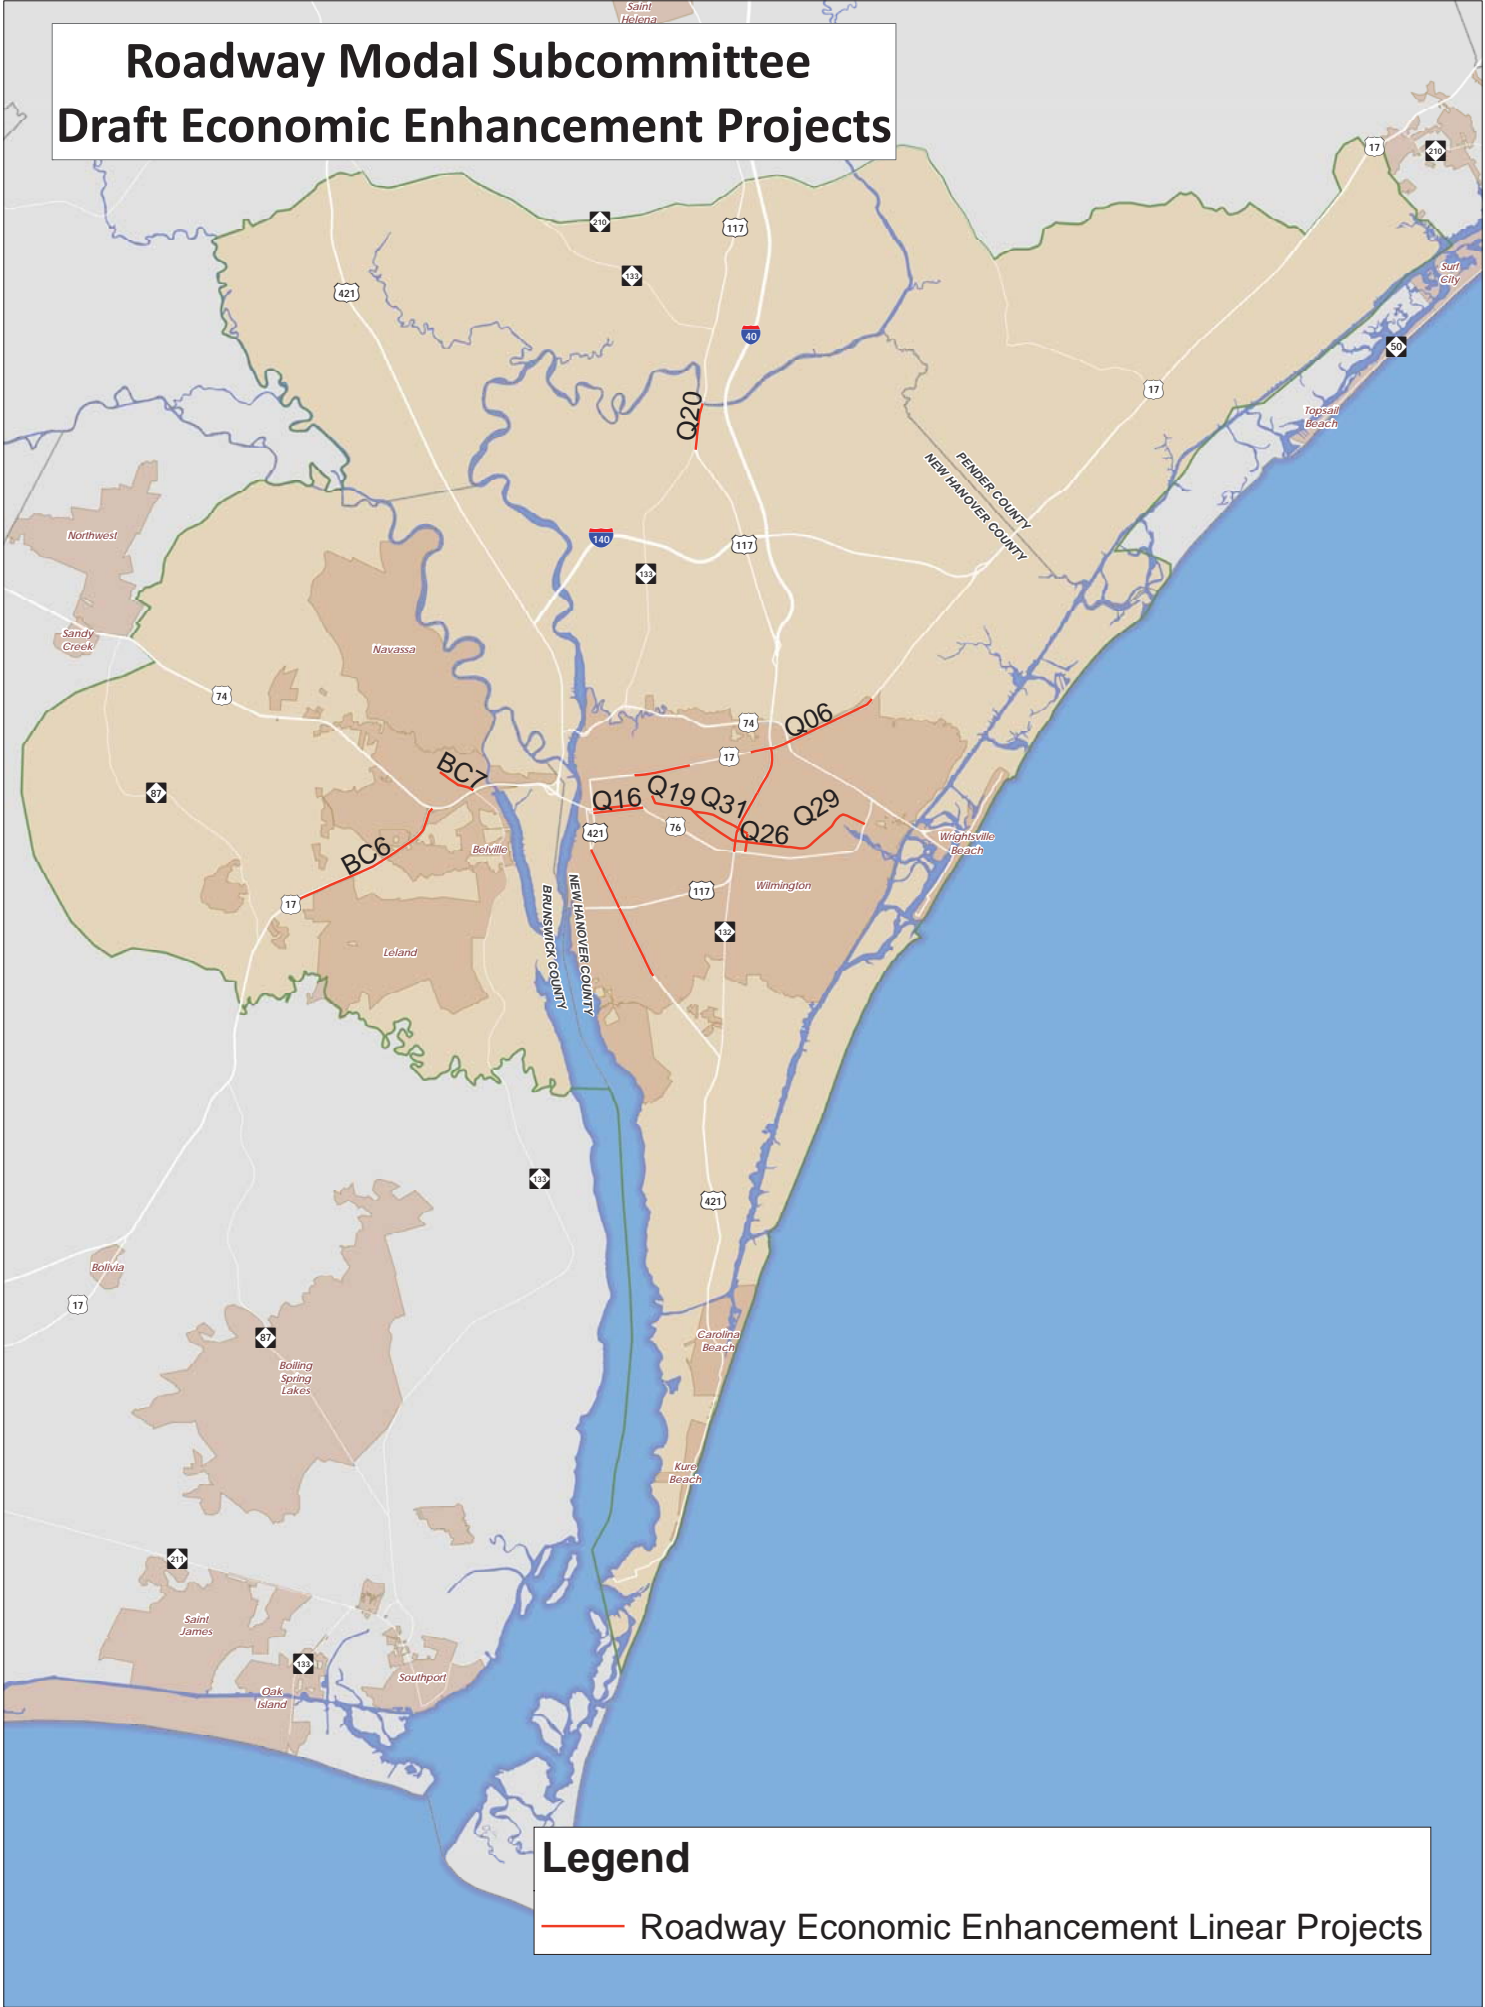 Saint
Helena
Roadway Modal Subcommittee
Draft Economic Enhancement Projects
17
210
210
117
133
421
40
Surf
City
50
17
Topsail
Beach
Q20
PENDER COUNTY
NEW HANOVER COUNTY
Northwest
140
117
133
Sandy
Creek
Navassa
74
Q06
74
17
BC7
87
Q16
Q19
Q31
Q29
76
421
Q26
Wrightsville
Beach
BC6
Belville
17
117
Wilmington
BRUNSWICK COUNTY
NEW HANOVER COUNTY
132
Leland
133
421
Bolivia
17
87
Boiling
Spring
Lakes
Carolina
Beach
Kure
Beach
211
Saint
James
133
Southport
Oak
Island
Legend
Roadway Economic Enhancement Linear Projects